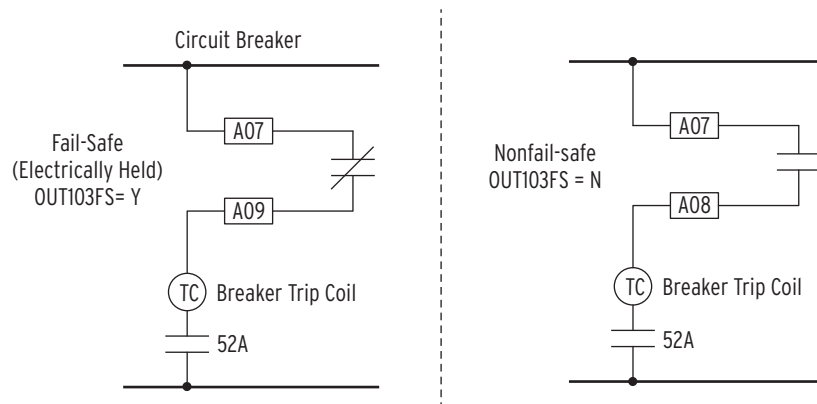 Circuit Breaker
A07
Fail-Safe
(Electrically Held)
OUT103FS= Y
A09
TC
Breaker Trip Coil
52A
A07
Nonfail-safe
OUT103FS = N
A08
TC
Breaker Trip Coil
52A